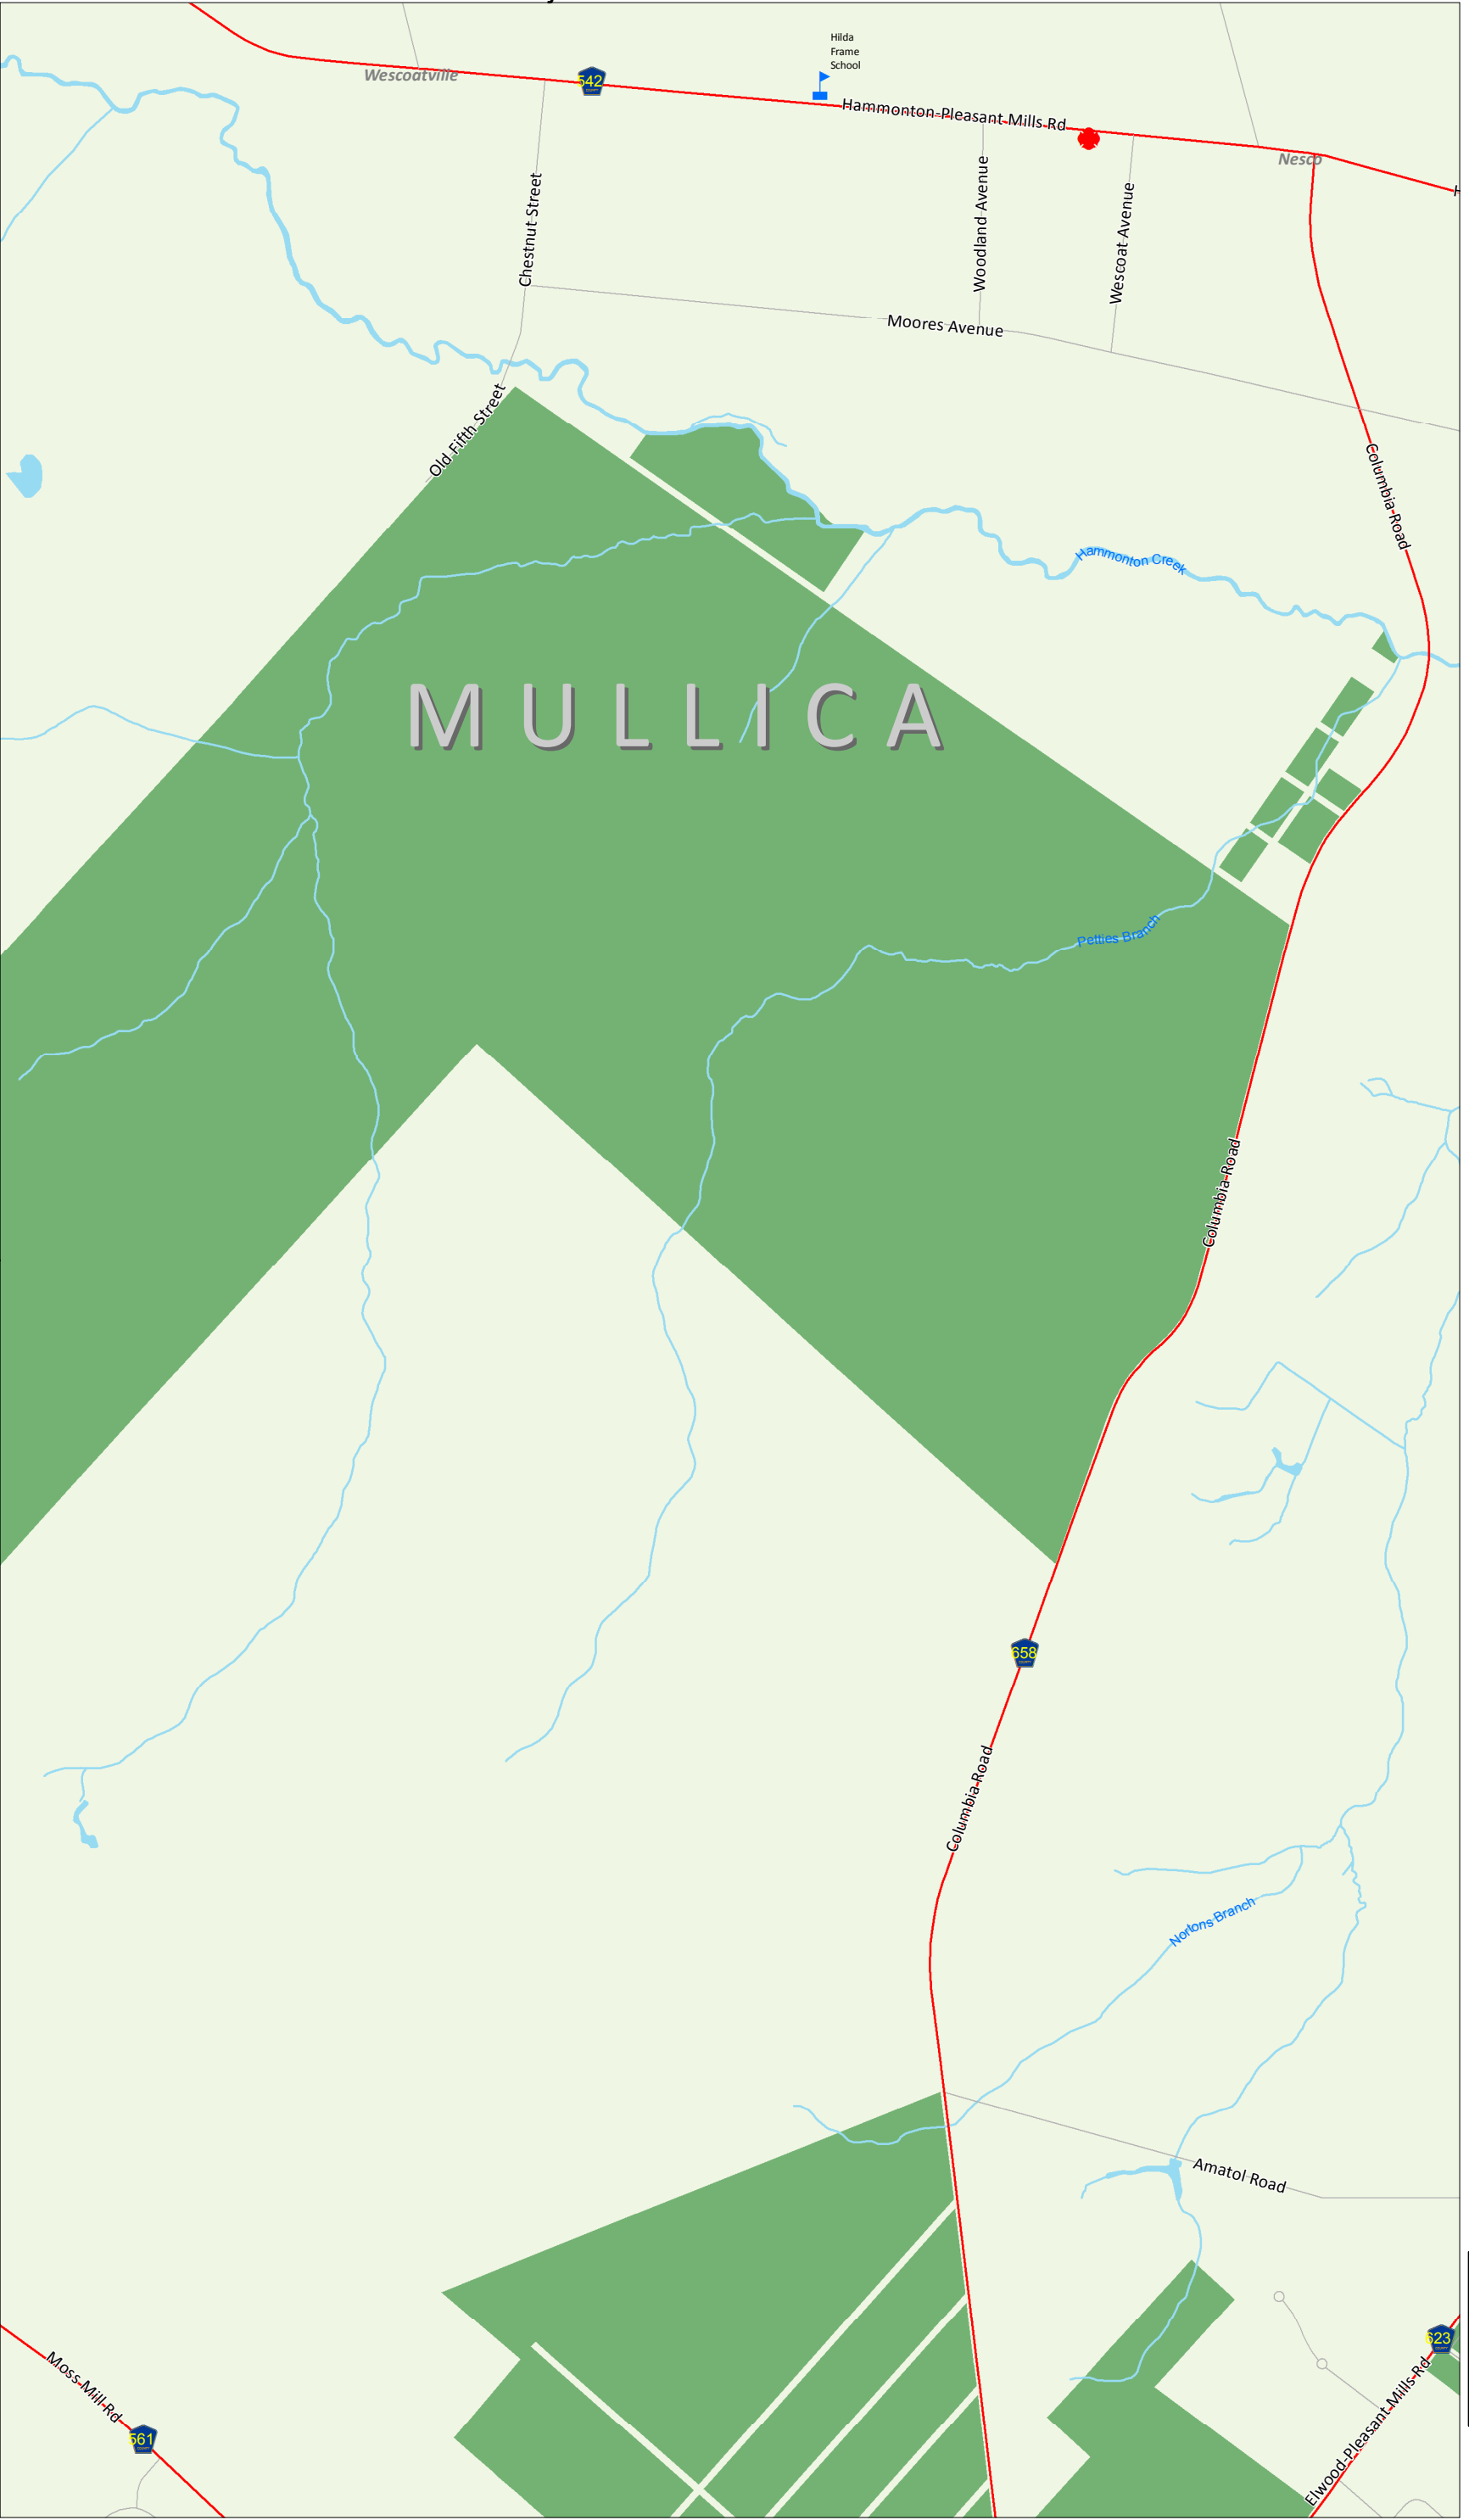 Hilda
Frame
School
Wescoatville
542
Hammonton-Pleasant Mills Rd
Nesco
Chestnut Street
Woodland Avenue
Wescoat Avenue
Moores Avenue
Old Fifth Street
Columbia Road
Hammonton Creek
MULLICA
Petties Branch
Columbia Road
658
Columbia Road
Nortons Branch
Amatol Road
623
Moss Mill Rd
561
Elwood-Pleasant Mills Rd